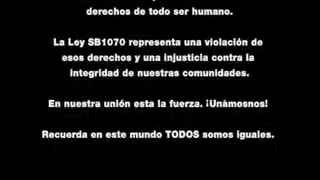 derechos de todo ser humano.
La Ley SB1070 representa una violación de
esos derechos y una injusticia contra la
integridad de nuestras comunidades.
En nuestra unión esta la fuerza. ¡Unámosnos!
Recuerda en este mundo TODOS somos iguales.